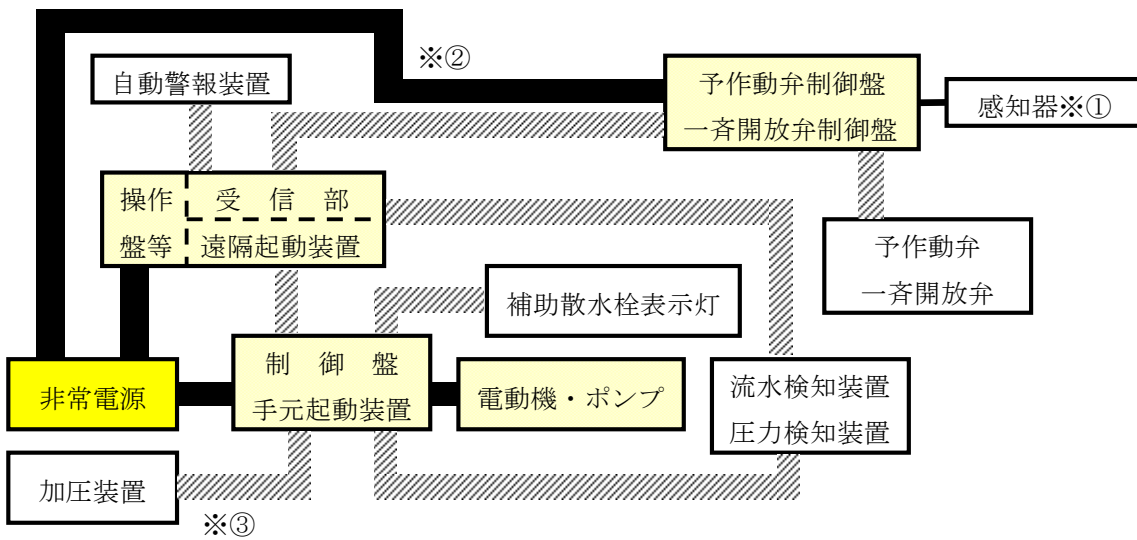 ※②
自動警報装置
予作動弁制御盤
一斉開放弁制御盤
感知器※①
操作
盤等
受信部
遠隔起動装置
予作動弁
一斉開放弁
補助散水栓表示灯
制御盤
手元起動装置
非常電源
電動機・ポンプ
流水検知装置
圧力検知装置
加圧装置
※③